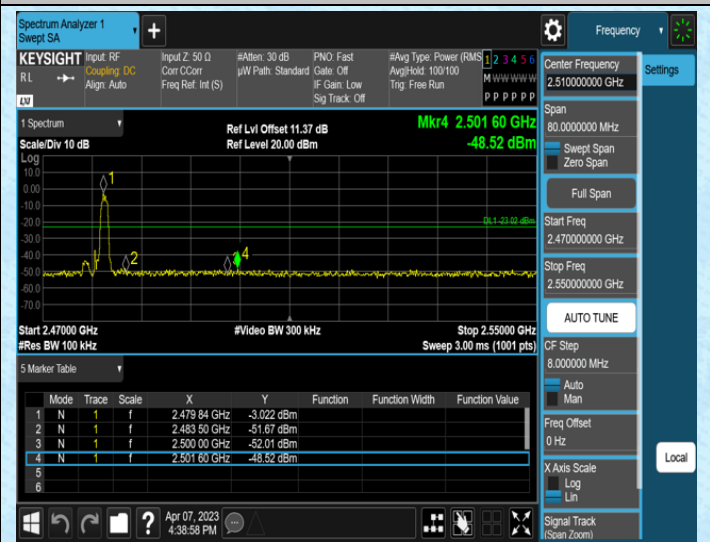 Spectrum Analyzer 1
Swept SA
Frequency
KEYSIGHT
RL
LXI
Input: RF
Coupling: DC
Align: Auto
Input Z: 50 Ω
Corr CCorr
Freq Ref: Int (S)
#Atten: 30 dB
µW Path: Standard
PNO: Fast
Gate: Off
IF Gain: Low
Sig Track: Off
#Avg Type: Power (RMS
Avg|Hold: 100/100
Trig: Free Run
1 2 3 4 5 6
M W W W W W
P P P P P P
1 Spectrum
Scale/Div 10 dB
Log
Ref Lvl Offset 11.37 dB
Ref Level 20.00 dBm
Mkr4 2.501 60 GHz
-48.52 dBm
10.0
0.00
-10.0
-20.0
-30.0
-40.0
-50.0
-60.0
-70.0
1
2
4
DL1 -23.02 dBm
Start 2.47000 GHz
#Res BW 100 kHz
#Video BW 300 kHz
Stop 2.55000 GHz
Sweep 3.00 ms (1001 pts)
5 Marker Table
Mode Trace Scale X Y Function Function Width Function Value
1 N 1 f 2.479 84 GHz -3.022 dBm
2 N 1 f 2.483 50 GHz -51.67 dBm
3 N 1 f 2.500 00 GHz -52.01 dBm
4 N 1 f 2.501 60 GHz -48.52 dBm
5
6
Apr 07, 2023
4:38:58 PM
Center Frequency
2.510000000 GHz
Span
80.0000000 MHz
Swept Span
Zero Span
Full Span
Start Freq
2.470000000 GHz
Stop Freq
2.550000000 GHz
AUTO TUNE
CF Step
8.000000 MHz
Auto
Man
Freq Offset
0 Hz
X Axis Scale
Log
Lin
Signal Track
(Span Zoom)
Settings
Local